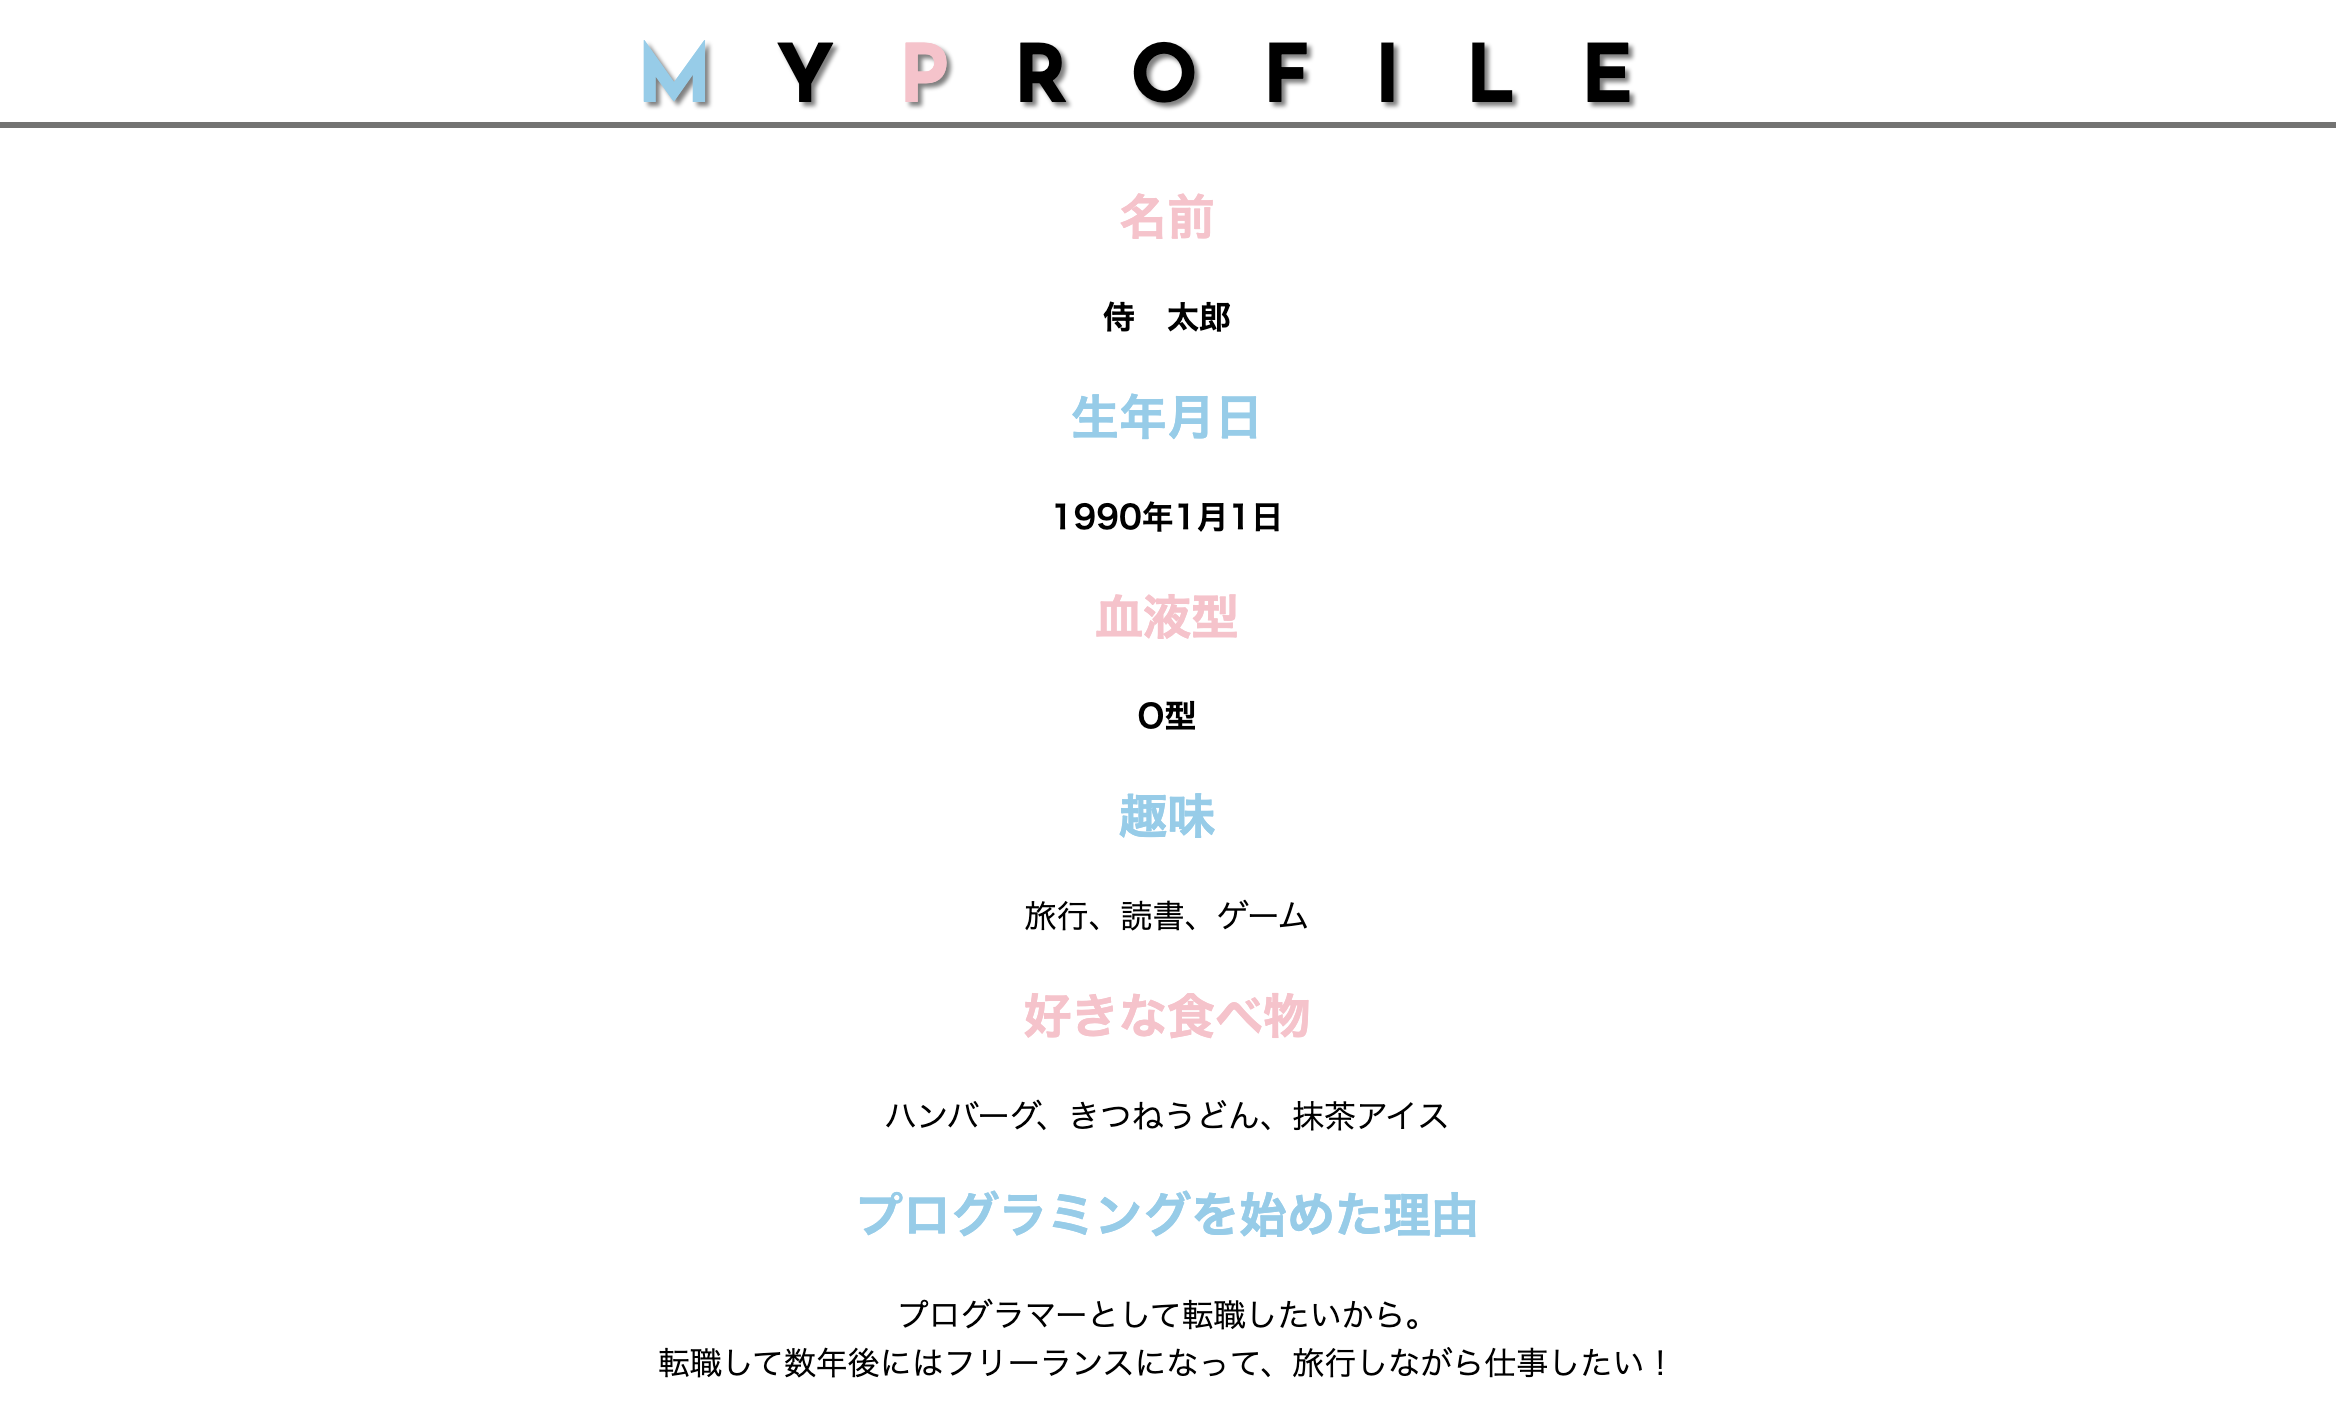 MY PROFILE
名前
侍　太郎
生年月日
1990年1月1日
血液型
O型
趣味
旅行、読書、ゲーム
好きな食べ物
ハンバーグ、きつねうどん、抹茶アイス
プログラミングを始めた理由
プログラマーとして転職したいから。
転職して数年後にはフリーランスになって、旅行しながら仕事したい！